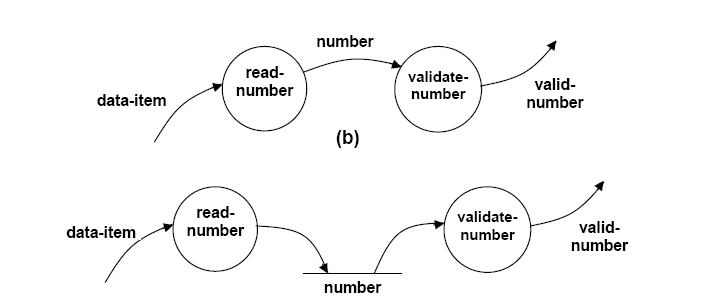 number
read-
number
validate-
number
data-item
valid-
number
(b)
read-
number
validate-
number
data-item
valid-
number
number